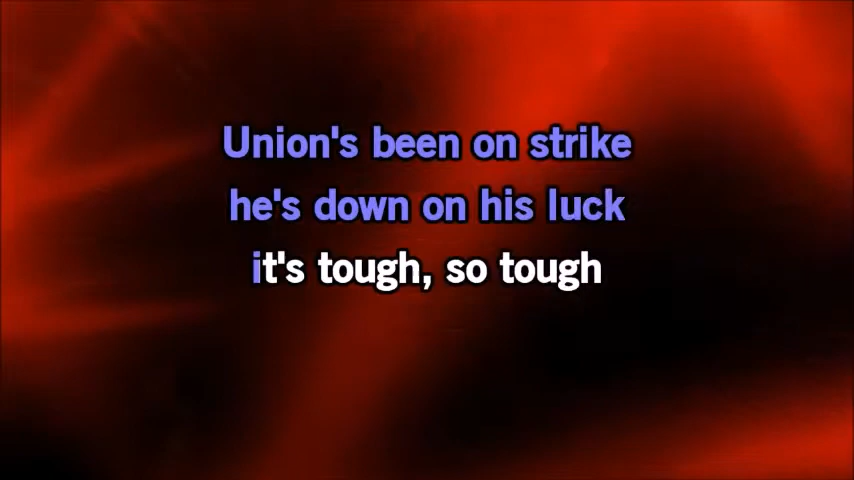 Union's been on strike
he's down on his luck
it's tough, so tough